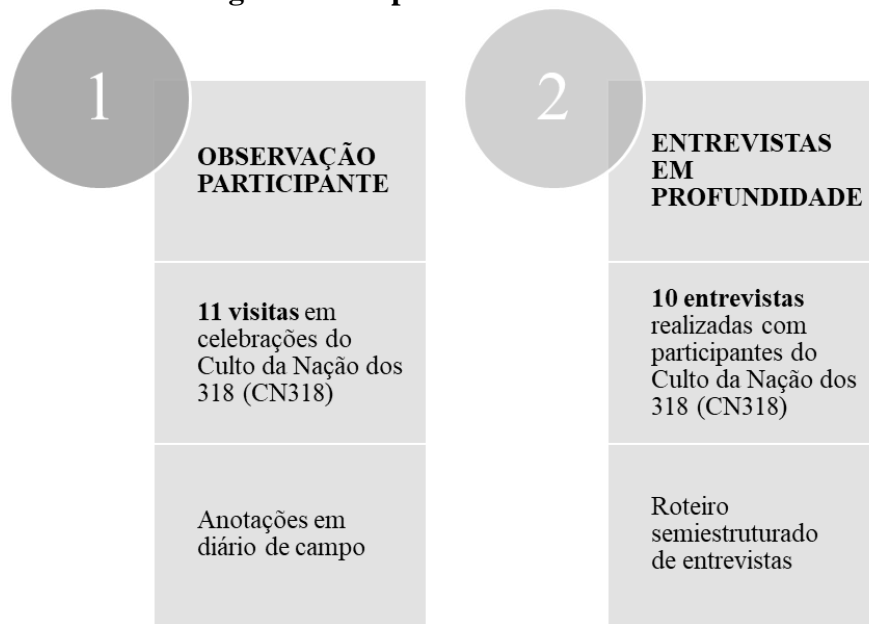 1
OBSERVAÇÃO
PARTICIPANTE
11 visitas em
celebrações do
Culto da Nação dos
318 (CN318)
Anotações em
diário de campo
2
ENTREVISTAS
EM
PROFUNDIDADE
10 entrevistas
realizadas com
participantes do
Culto da Nação dos
318 (CN318)
Roteiro
semiestruturado
de entrevistas